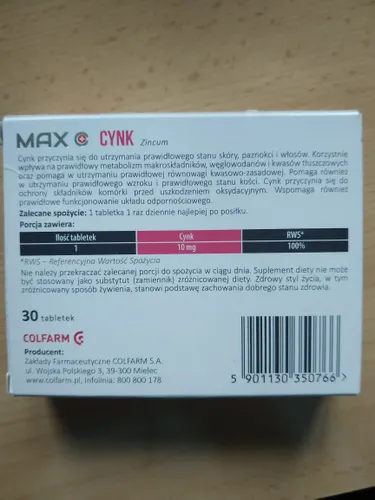 MAX CYNK Zincum
Cynk przyczynia się do utrzymania prawidłowego stanu skóry, paznokci i włosów. Korzystnie
wpływa na prawidłowy metabolizm makroskładników, węglowodanów i kwasów tłuszczowych
oraz pomaga w utrzymaniu prawidłowej równowagi kwasowo-zasadowej. Pomaga również
w utrzymaniu prawidłowego wzroku i prawidłowego stanu kości. Cynk przyczynia się do
ochrony składników komórki przed uszkodzeniem oksydacyjnym. Wspomaga również
prawidłowe funkcjonowanie układu odpornościowego.
Zalecane spożycie: 1 tabletka 1 raz dziennie najlepiej po posiłku.
Porcja zawiera:
Ilość tabletek Cynk RWS*
1 10 mg 100%
*RWS – Referencyjna Wartość Spożycia
Nie należy przekraczać zalecanej porcji do spożycia w ciągu dnia. Suplement diety nie może
być stosowany jako substytut (zamiennik) zróżnicowanej diety. Zdrowy styl życia, w tym
zróżnicowany sposób żywienia, stanowi podstawę zachowania dobrego stanu zdrowia.
30 tabletek
COLFARM
Producent:
Zakłady Farmaceutyczne COLFARM S.A.
ul. Wojska Polskiego 3, 39-300 Mielec
www.colfarm.pl, Infolinia: 800 800 178
5 901130 350766 >